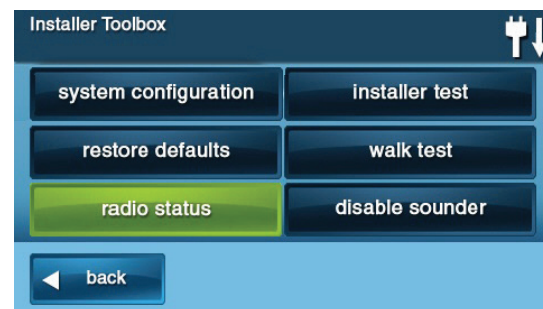 Installer Toolbox
system configuration
installer test
restore defaults
walk test
radio status
disable sounder
back